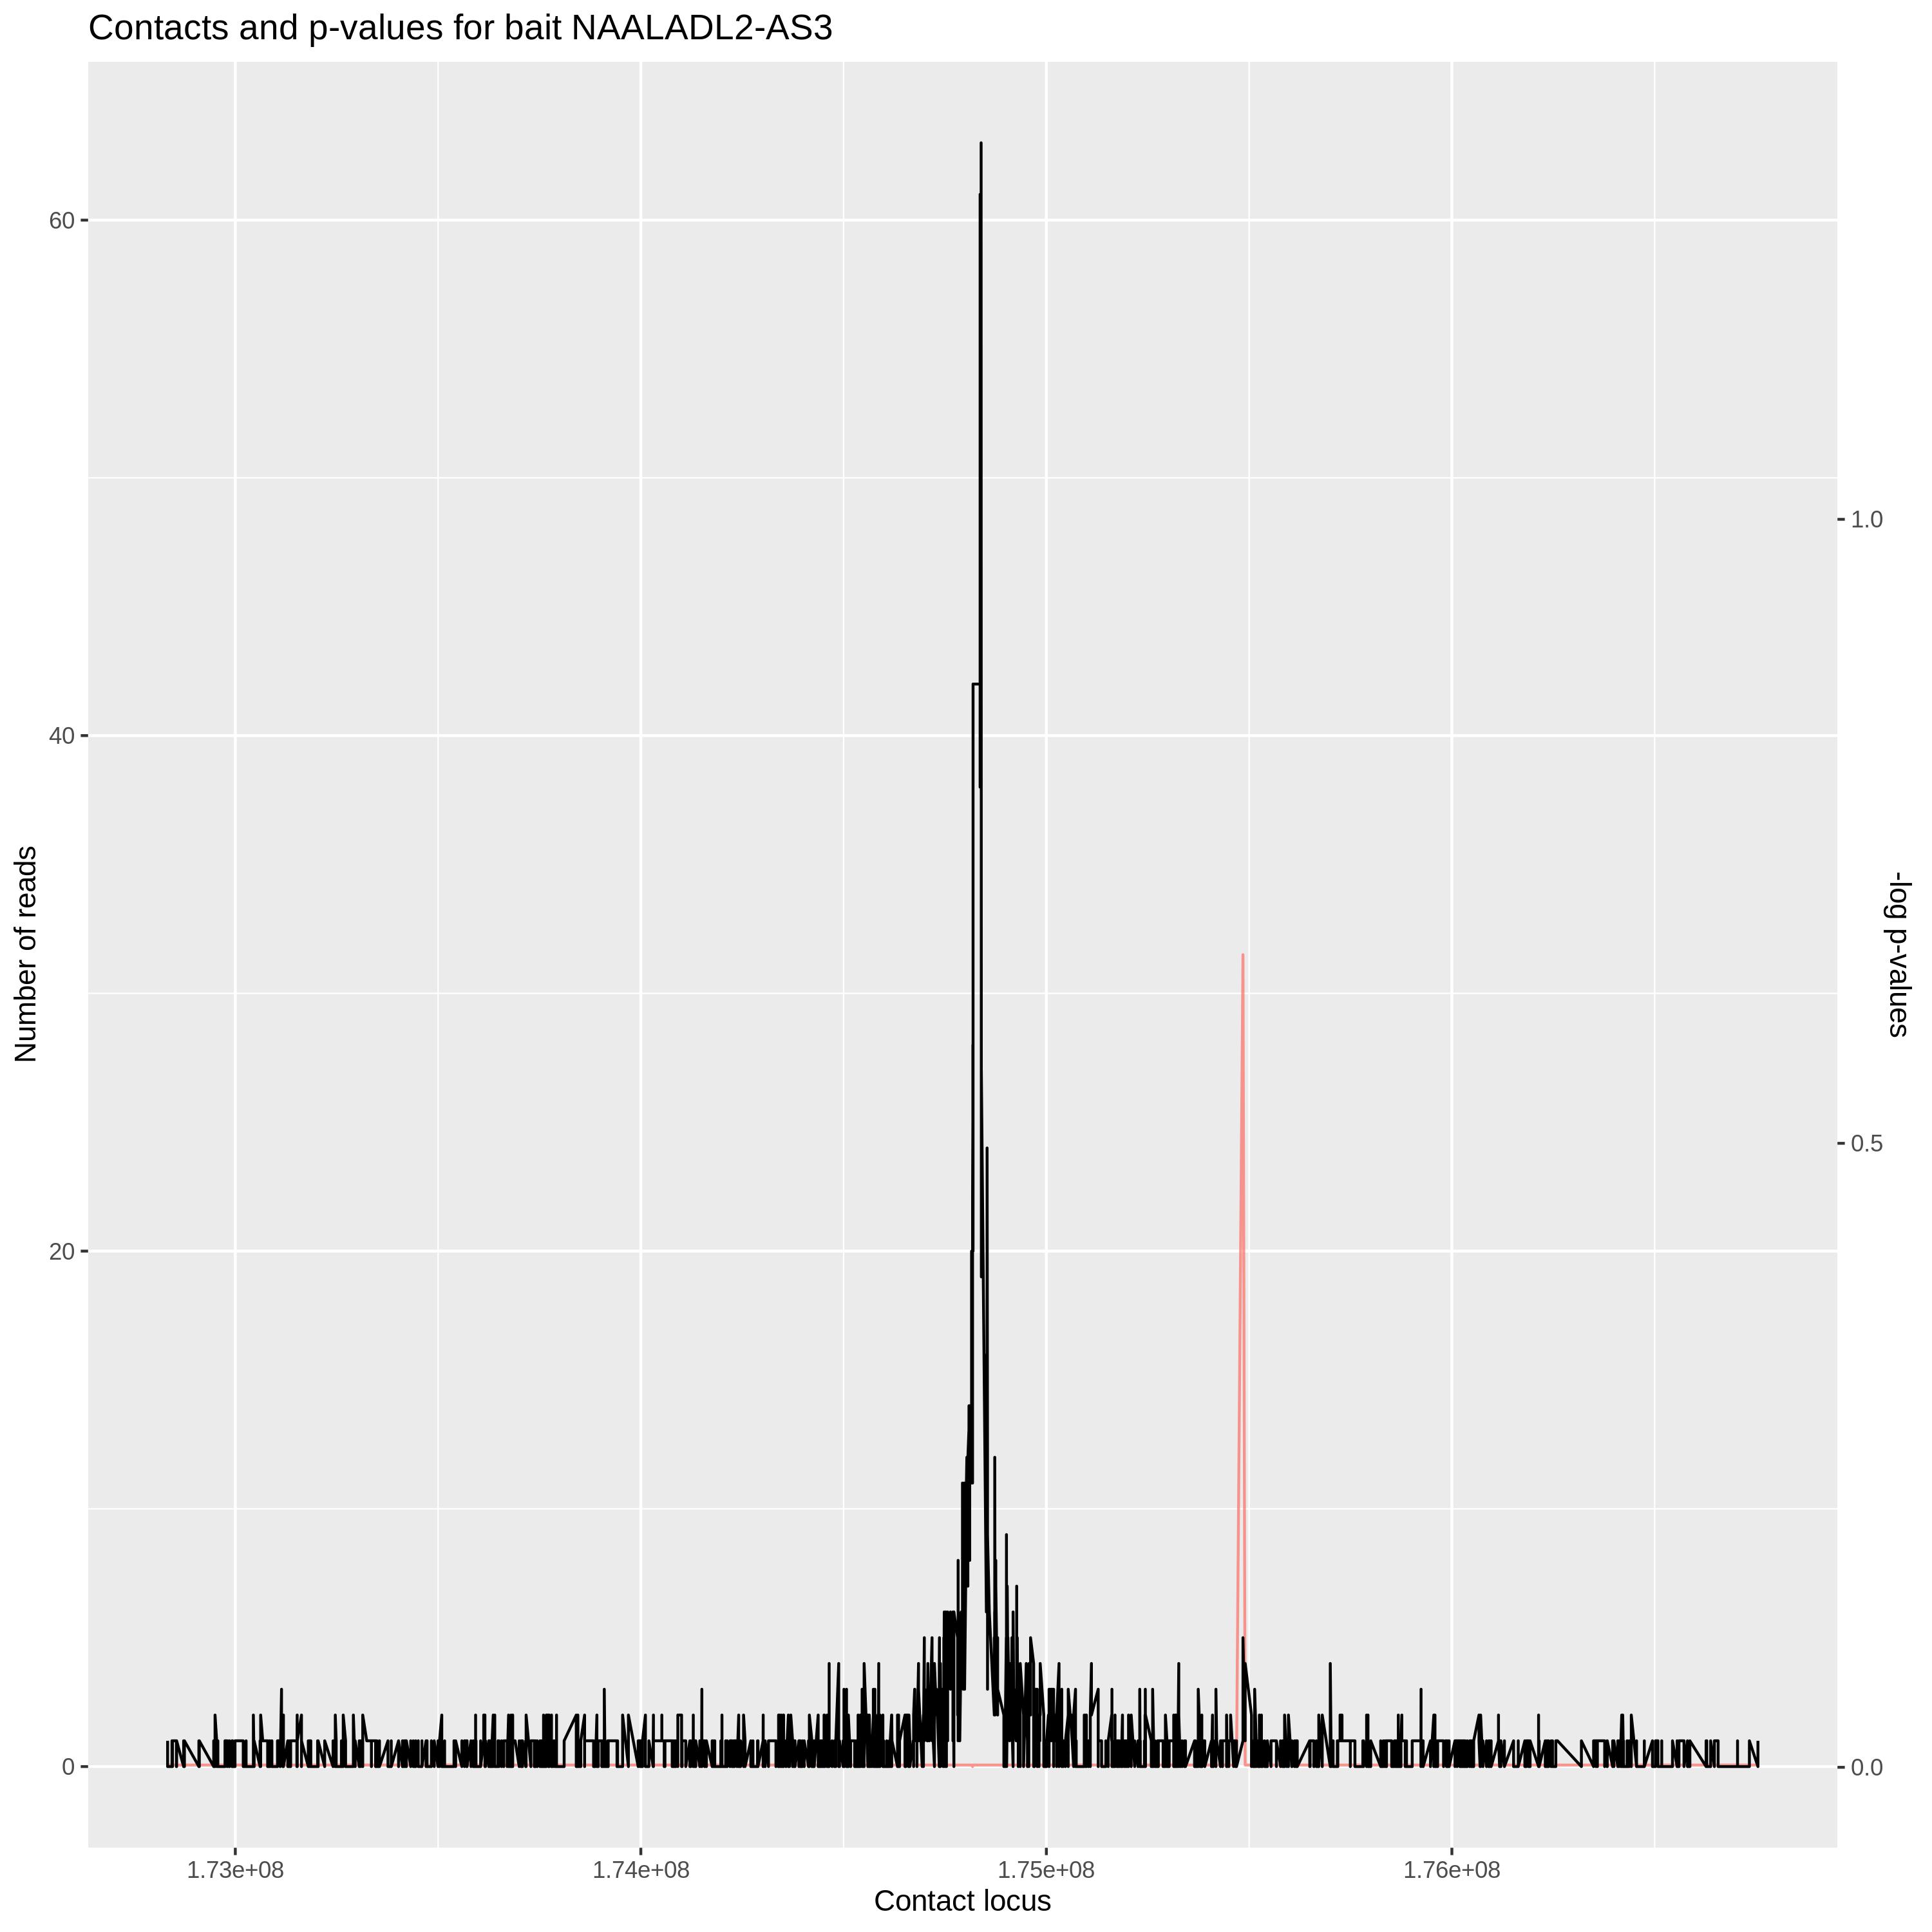 Contacts and p-values for bait NAALADL2-AS3
60
40
20
0
Number of reads
1.0
0.5
0.0
-log p-values
1.73e+08
1.74e+08
1.75e+08
1.76e+08
Contact locus